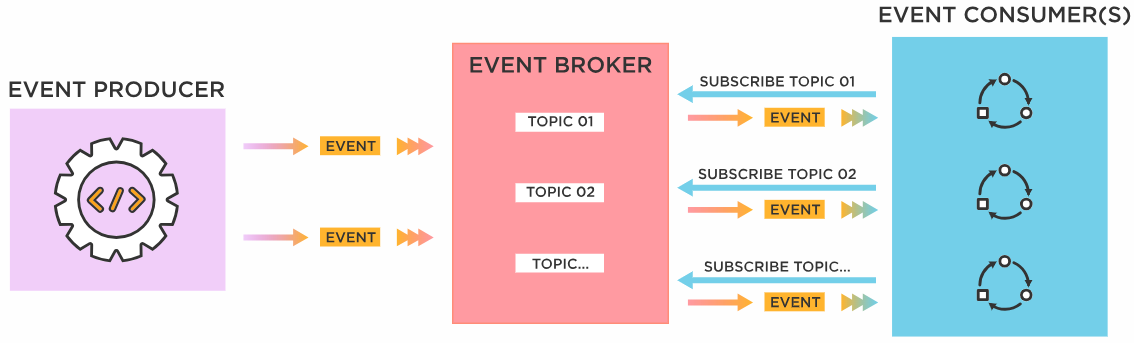 EVENT PRODUCER
</>
EVENT
EVENT
EVENT BROKER
TOPIC 01
TOPIC 02
TOPIC...
SUBSCRIBE TOPIC 01
EVENT
SUBSCRIBE TOPIC 02
EVENT
SUBSCRIBE TOPIC...
EVENT
EVENT CONSUMER(S)